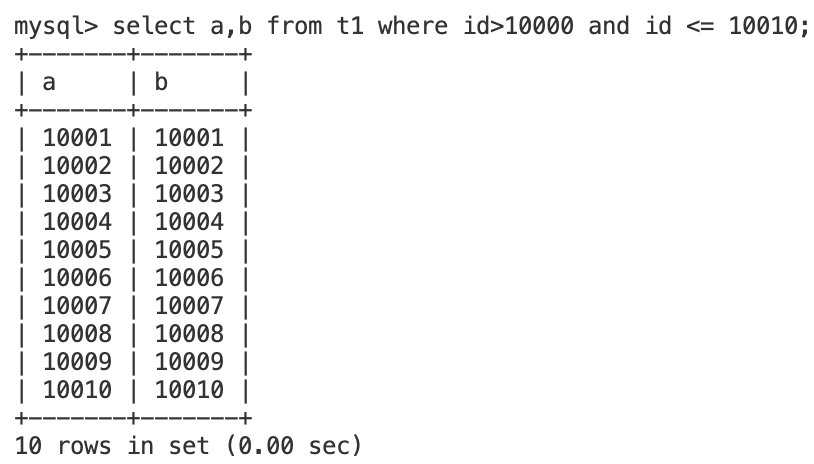 mysql> select a,b from t1 where id>10000 and id <= 10010;
+-------+-------+
| a     | b     |
+-------+-------+
| 10001 | 10001 |
| 10002 | 10002 |
| 10003 | 10003 |
| 10004 | 10004 |
| 10005 | 10005 |
| 10006 | 10006 |
| 10007 | 10007 |
| 10008 | 10008 |
| 10009 | 10009 |
| 10010 | 10010 |
+-------+-------+
10 rows in set (0.00 sec)